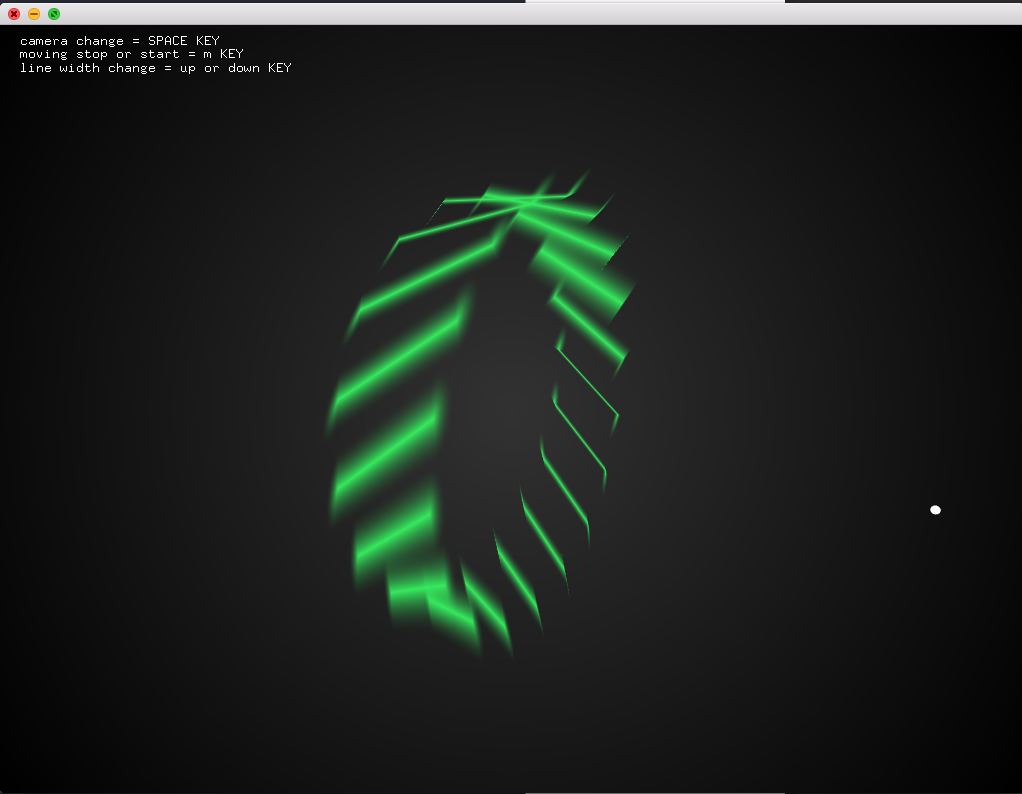 camera change = SPACE KEY
moving stop or start = m KEY
line width change = up or down KEY